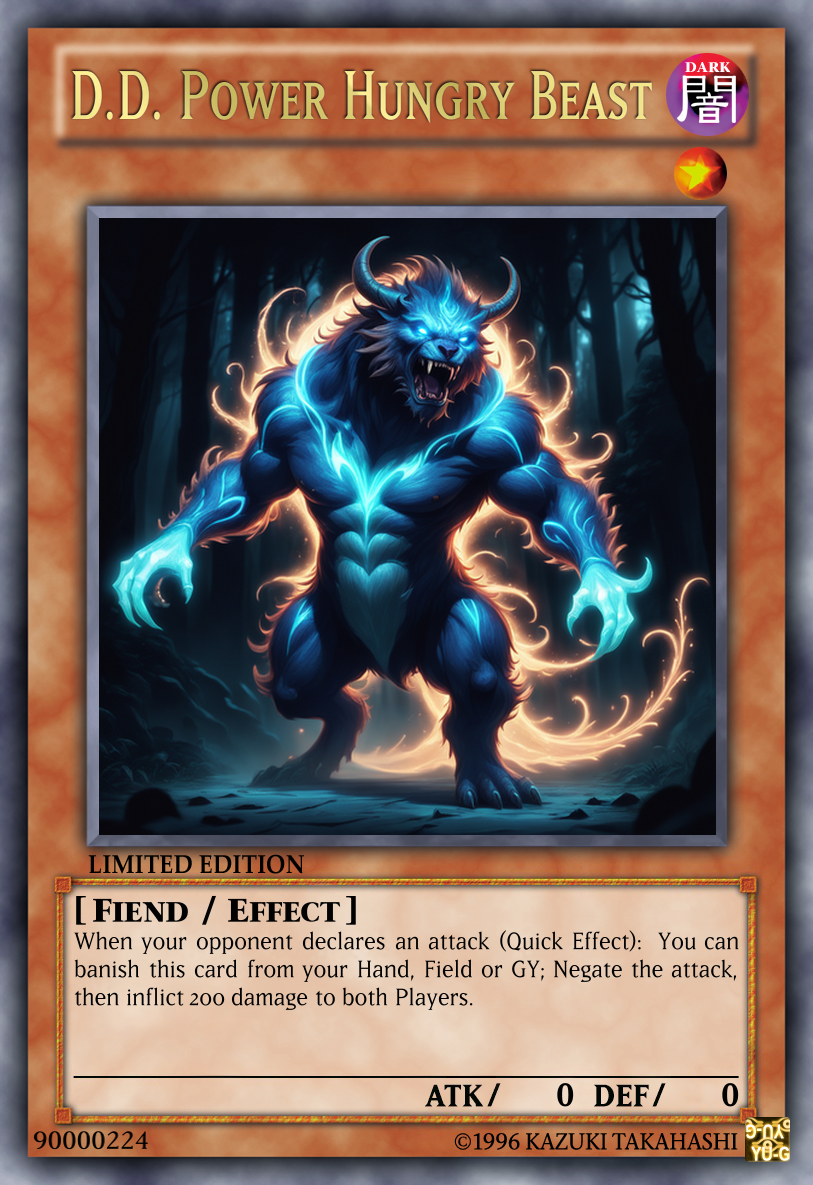 D.D. Power Hungry Beast
DARK
闇
LIMITED EDITION
[ Fiend / Effect ]
When your opponent declares an attack (Quick Effect): You can
banish this card from your Hand, Field or GY; Negate the attack,
then inflict 200 damage to both Players.
ATK/ 0 DEF/ 0
90000224
©1996 KAZUKI TAKAHASHI